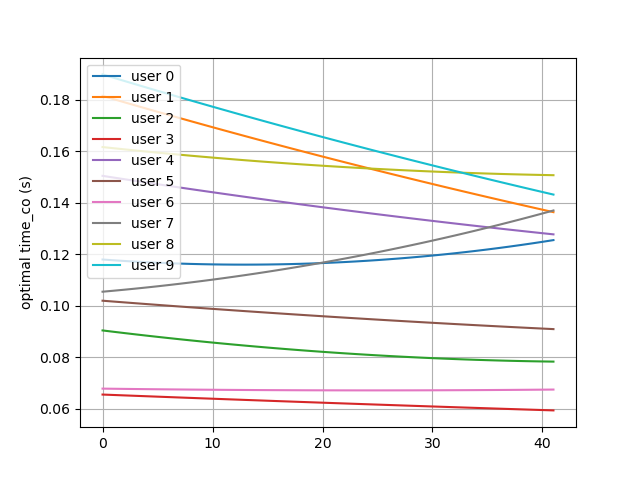 optimal time_co (s)
0.18
0.16
0.14
0.12
0.10
0.08
0.06
0 10 20 30 40
user 0
user 1
user 2
user 3
user 4
user 5
user 6
user 7
user 8
user 9